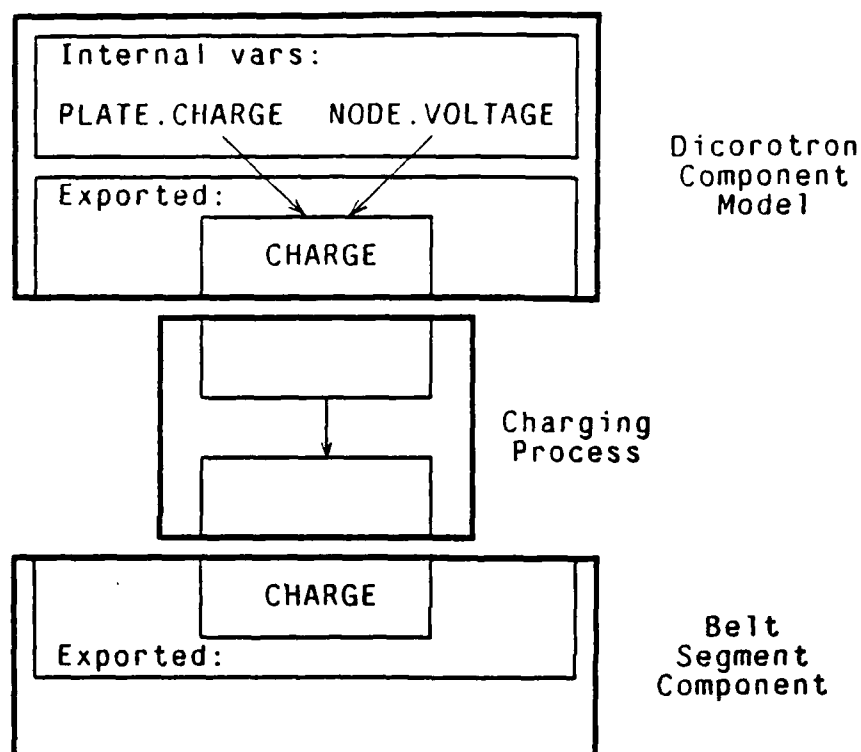 Internal vars:
PLATE.CHARGE NODE.VOLTAGE
Exported:
CHARGE
Dicorotron
Component
Model
Charging
Process
CHARGE
Exported:
Belt
Segment
Component